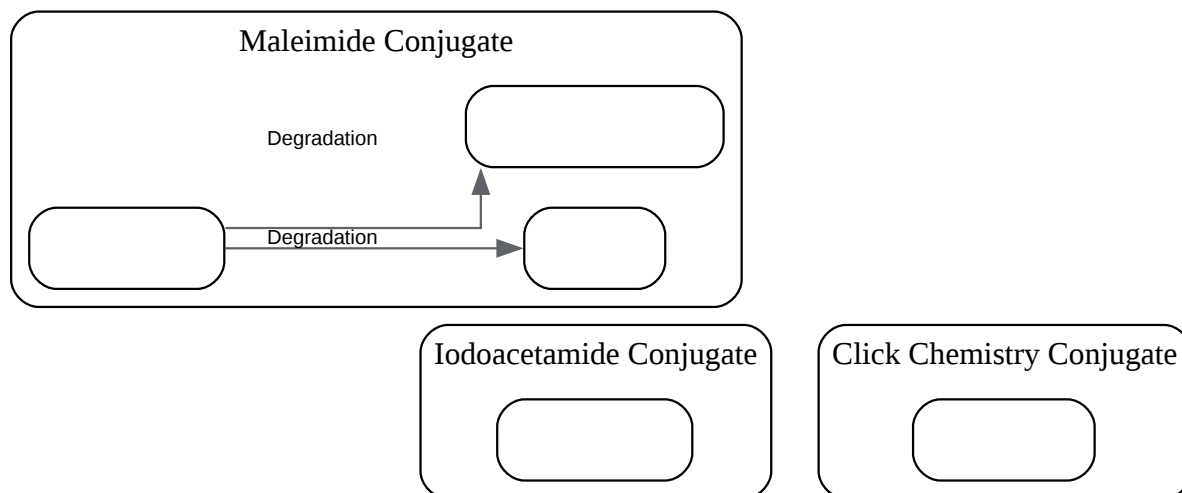 Maleimide Conjugate
Degradation
Degradation
Iodoacetamide Conjugate
Click Chemistry Conjugate